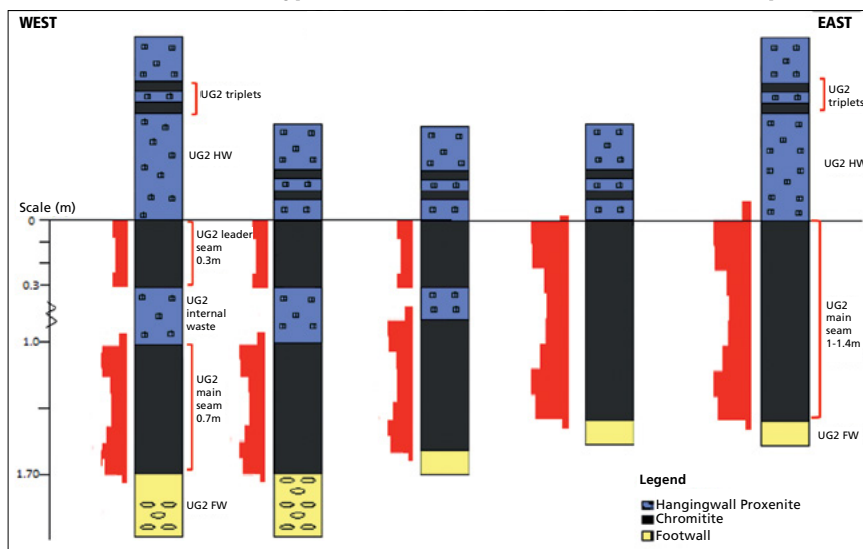 WEST
EAST
UG2 triplets
UG2
triplets
UG2 HW
UG2 HW
Scale (m)
0
UG2 leader
seam
0.3m
0.3
UG2
internal
waste
UG2
main
seam
1-1.4m
1.0
UG2
main
seam
0.7m
UG2 FW
1.70
UG2 FW
Legend
Hangingwall Proxenite
Chromitite
Footwall